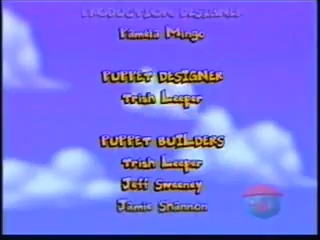 PRODUCTION DESIGNER
Pamela Mingo
PUPPET DESIGNER
Trish Leeper
PUPPET BUILDERS
Trish Leeper
Jeff Sweeney
Jamie Shannon